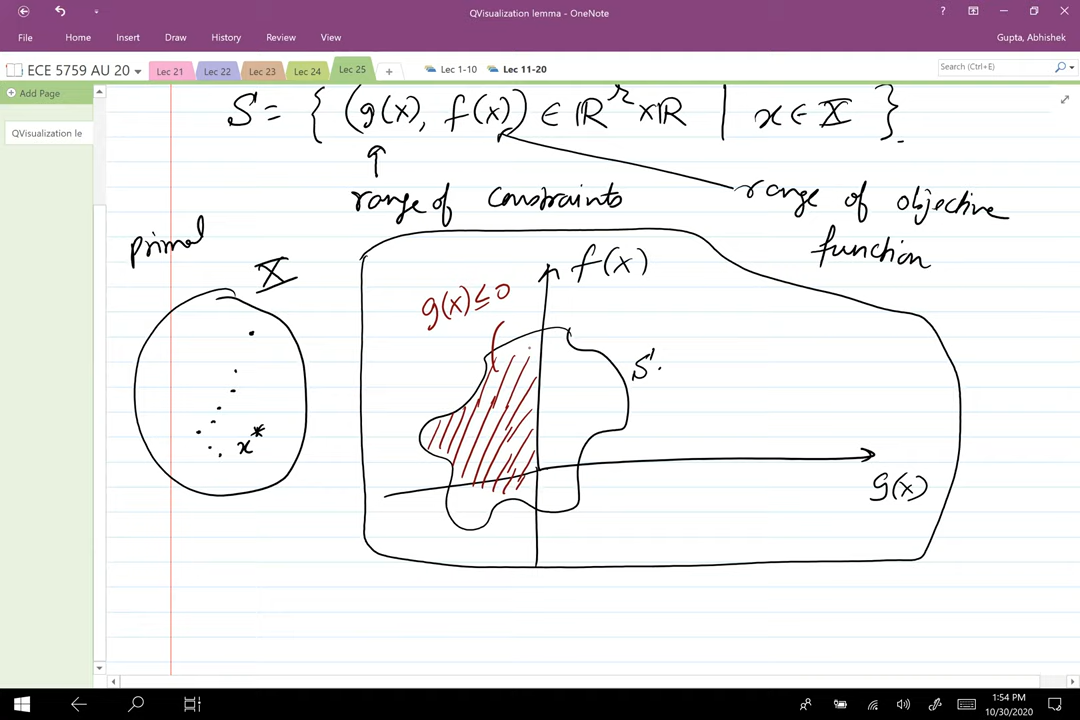 QVisualization lemma - OneNote
File Home Insert Draw History Review View
Gupta, Abhishek
ECE 5759 AU 20 Lec 21 Lec 22 Lec 23 Lec 24 Lec 25 Lec 1-10 Lec 11-20
Search (Ctrl+E)
Add Page
QVisualization le
S = { (g(x), f(x)) ∈ ℝ^r × ℝ | x ∈ X }.
range of constraints
range of objective
function
primal
X
x*
f(x)
g(x) ≤ 0
S.
g(x)
1:54 PM
10/30/2020